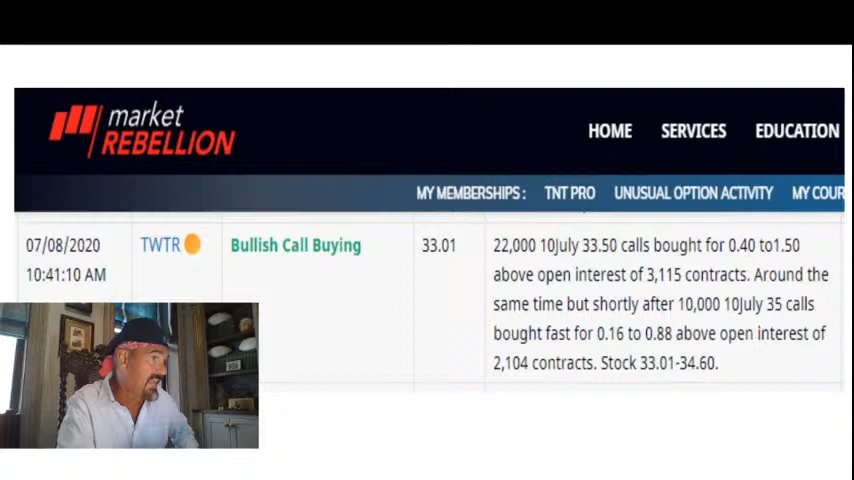 market
REBELLION
HOME SERVICES EDUCATION
MY MEMBERSHIPS : TNT PRO UNUSUAL OPTION ACTIVITY MY COUR
07/08/2020
10:41:10 AM
TWTR
Bullish Call Buying
33.01
22,000 10July 33.50 calls bought for 0.40 to1.50
above open interest of 3,115 contracts. Around the
same time but shortly after 10,000 10July 35 calls
bought fast for 0.16 to 0.88 above open interest of
2,104 contracts. Stock 33.01-34.60.